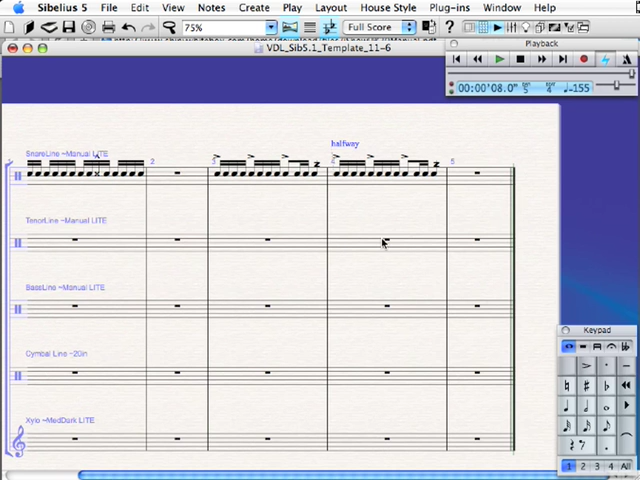 Sibelius 5 File Edit View Notes Create Play Layout House Style Plug-ins Window Help
75% Full Score
VDL_Sib5.1_Template_11-6
Playback
00:00'08.0" 5 4 ♩=155
halfway
SnareLine ~Manual LITE
2 3 4 5
TenorLine ~Manual LITE
BassLine ~Manual LITE
Cymbal Line ~20in
Xylo ~MedDark LITE
Keypad
1 2 3 4 All